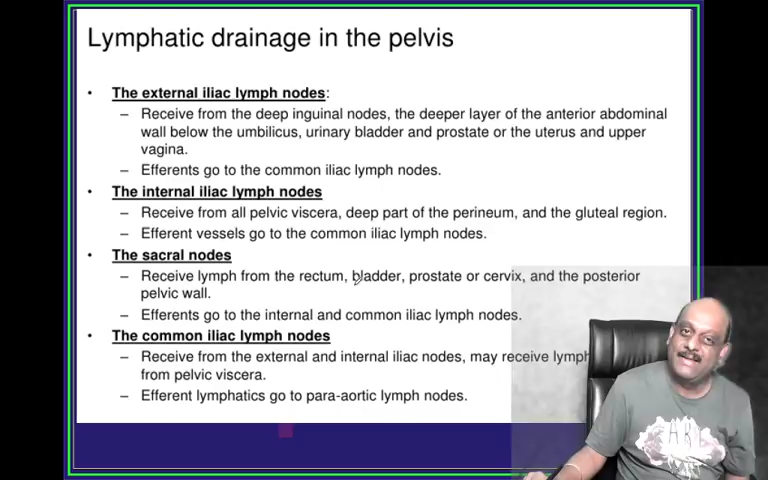 Lymphatic drainage in the pelvis
• The external iliac lymph nodes:
– Receive from the deep inguinal nodes, the deeper layer of the anterior abdominal
wall below the umbilicus, urinary bladder and prostate or the uterus and upper
vagina.
– Efferents go to the common iliac lymph nodes.
• The internal iliac lymph nodes
– Receive from all pelvic viscera, deep part of the perineum, and the gluteal region.
– Efferent vessels go to the common iliac lymph nodes.
• The sacral nodes
– Receive lymph from the rectum, bladder, prostate or cervix, and the posterior
pelvic wall.
– Efferents go to the internal and common iliac lymph nodes.
• The common iliac lymph nodes
– Receive from the external and internal iliac nodes, may receive lymph
from pelvic viscera.
– Efferent lymphatics go to para-aortic lymph nodes.